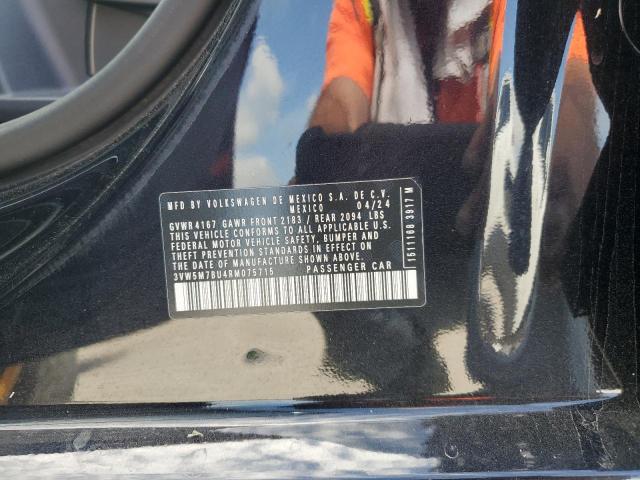 MFD BY VOLKSWAGEN DE MEXICO S.A. DE C.V.
MEXICO 04/24
GVWR4167 GAWR FRONT 2183 / REAR 2094 LBS
THIS VEHICLE CONFORMS TO ALL APPLICABLE U.S.
FEDERAL MOTOR VEHICLE SAFETY, BUMPER AND
THEFT PREVENTION STANDARDS IN EFFECT ON
THE DATE OF MANUFACTURE SHOWN ABOVE.
3VW5M7BU4RM075715 PASSENGER CAR
1511168 3917 M